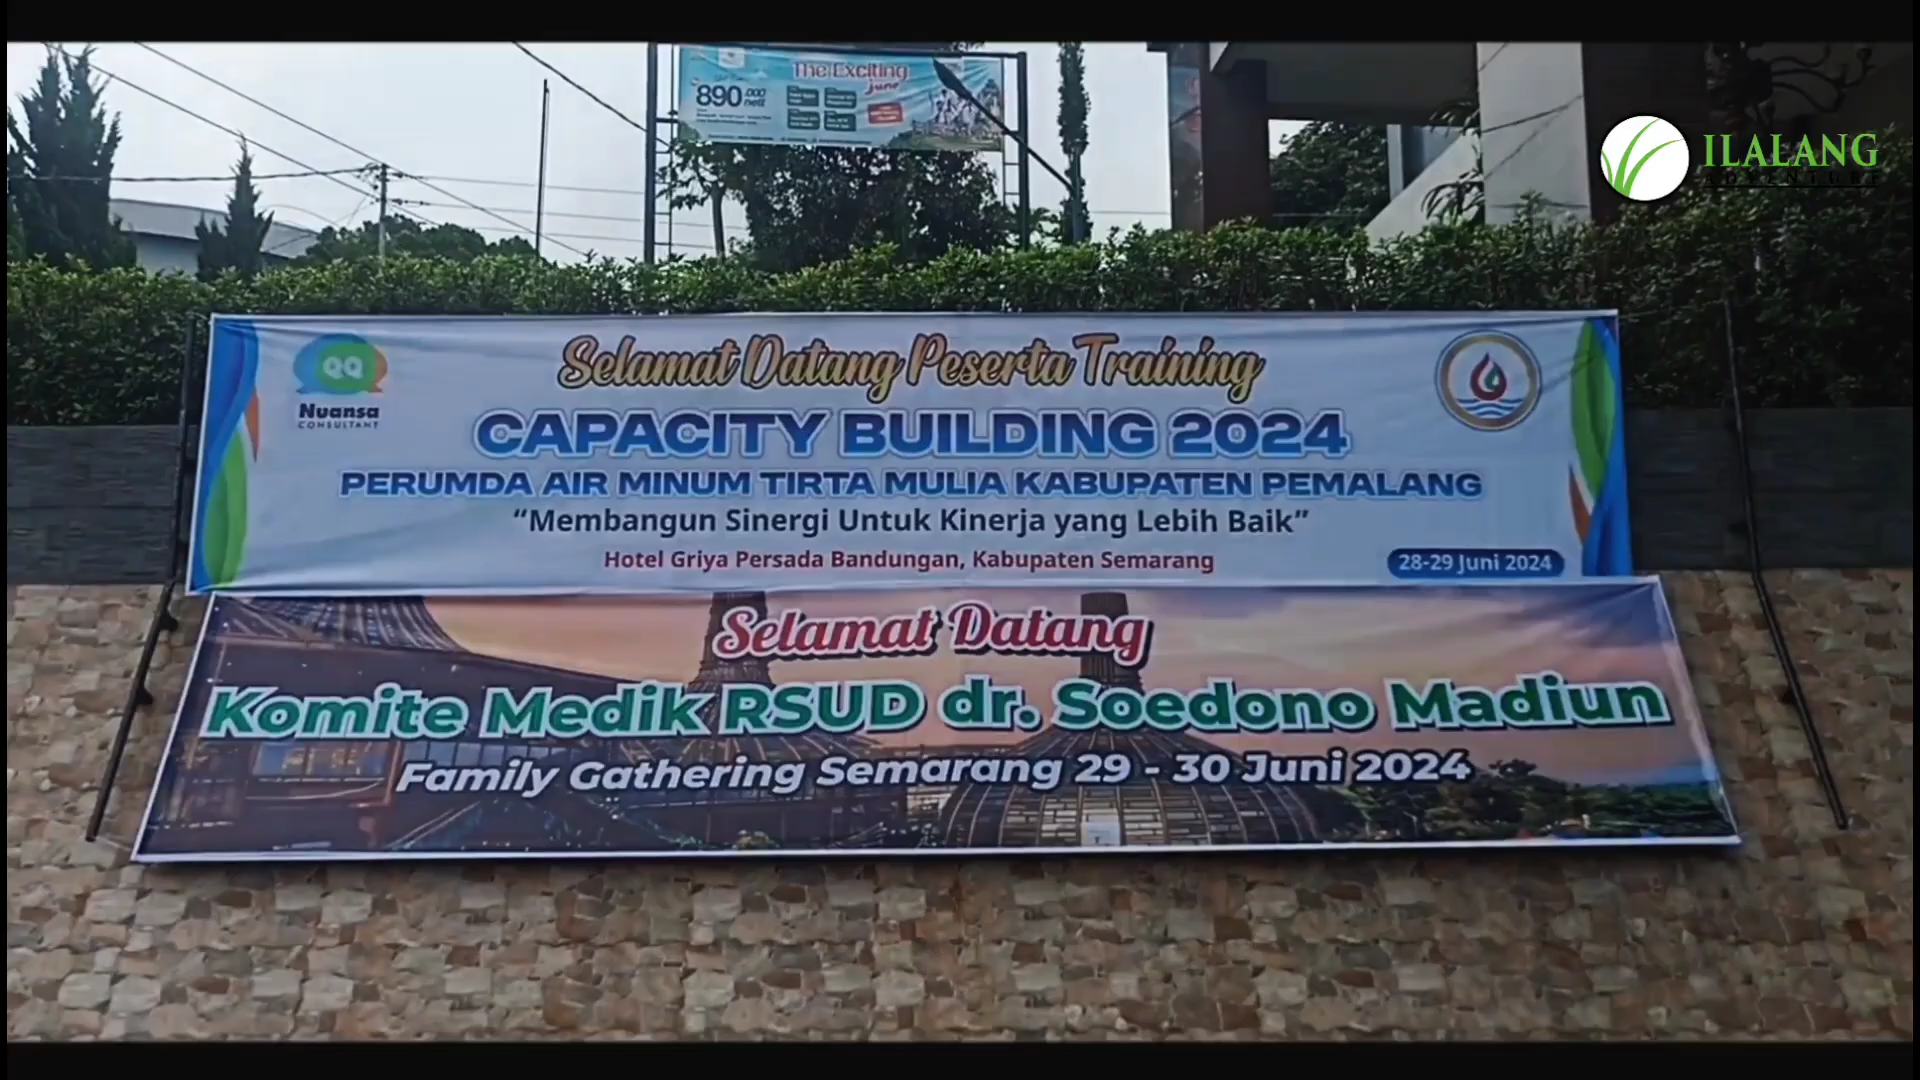 The Exciting
June
890.000
nett
ILALANG
ADVENTURE
QQ
Nuansa
CONSULTANT
Selamat Datang Peserta Training
CAPACITY BUILDING 2024
PERUMDA AIR MINUM TIRTA MULIA KABUPATEN PEMALANG
“Membangun Sinergi Untuk Kinerja yang Lebih Baik”
Hotel Griya Persada Bandungan, Kabupaten Semarang
28-29 Juni 2024
Selamat Datang
Komite Medik RSUD dr. Soedono Madiun
Family Gathering Semarang 29 - 30 Juni 2024